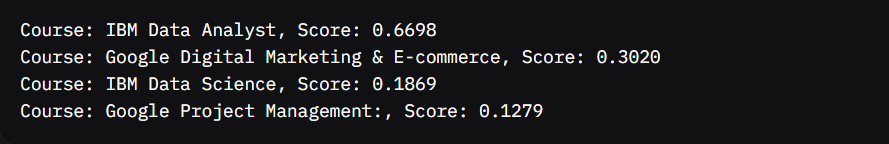 Course: IBM Data Analyst, Score: 0.6698
Course: Google Digital Marketing & E-commerce, Score: 0.3020
Course: IBM Data Science, Score: 0.1869
Course: Google Project Management:, Score: 0.1279